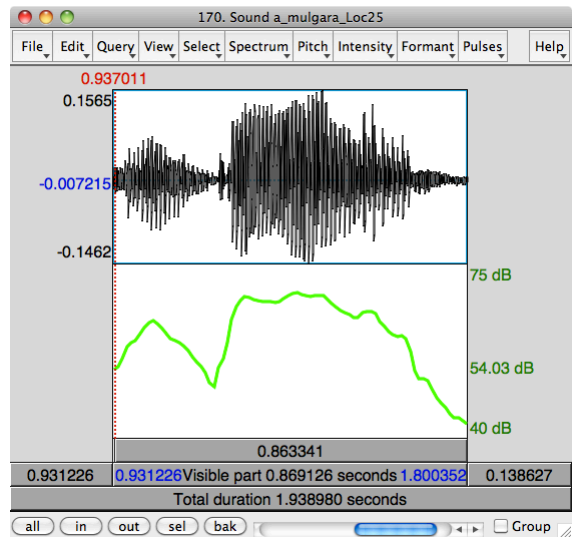 170. Sound a_mulgara_Loc25
File Edit Query View Select Spectrum Pitch Intensity Formant Pulses Help
0.937011
0.1565
-0.007215
-0.1462
75 dB
54.03 dB
40 dB
0.863341
0.931226 0.931226 Visible part 0.869126 seconds 1.800352 0.138627
Total duration 1.938980 seconds
all in out sel bak Group